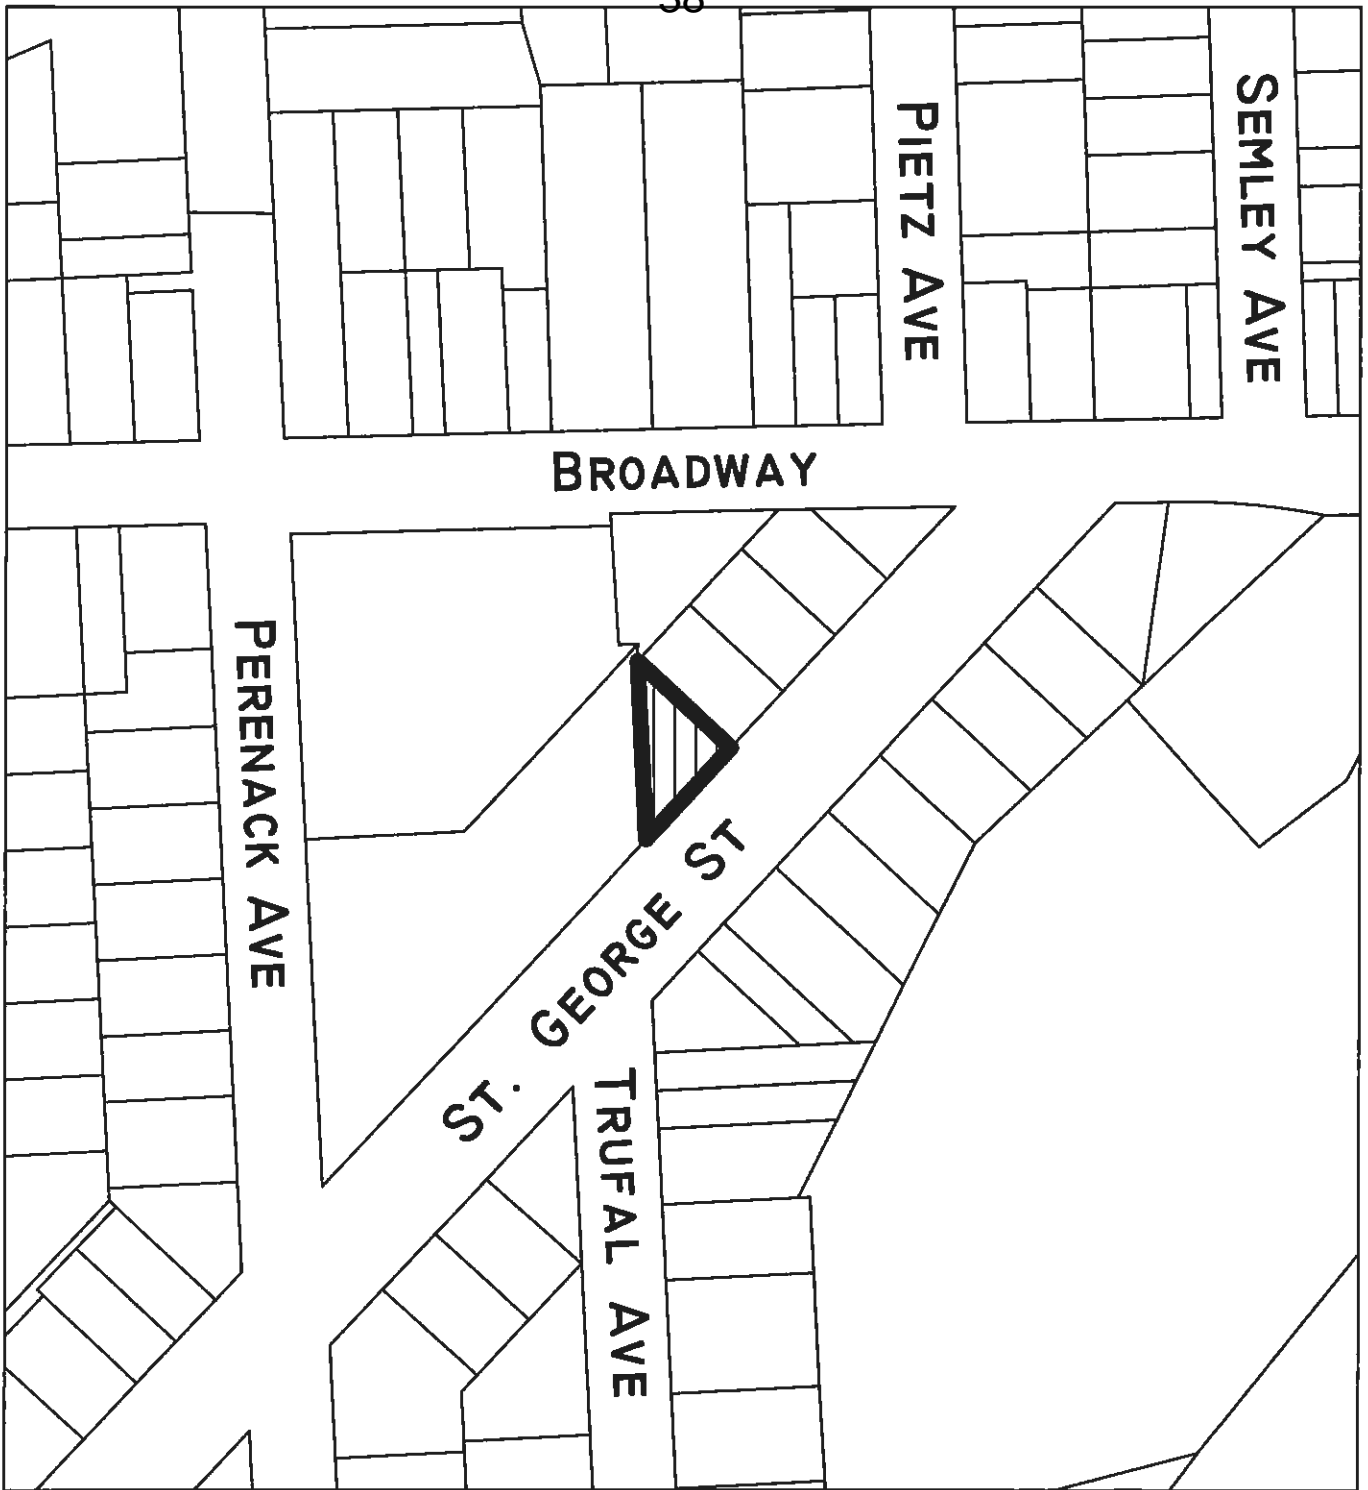 PIETZ AVE
SEMLEY AVE
BROADWAY
PERENACK AVE
ST. GEORGE ST
TRUFAL AVE